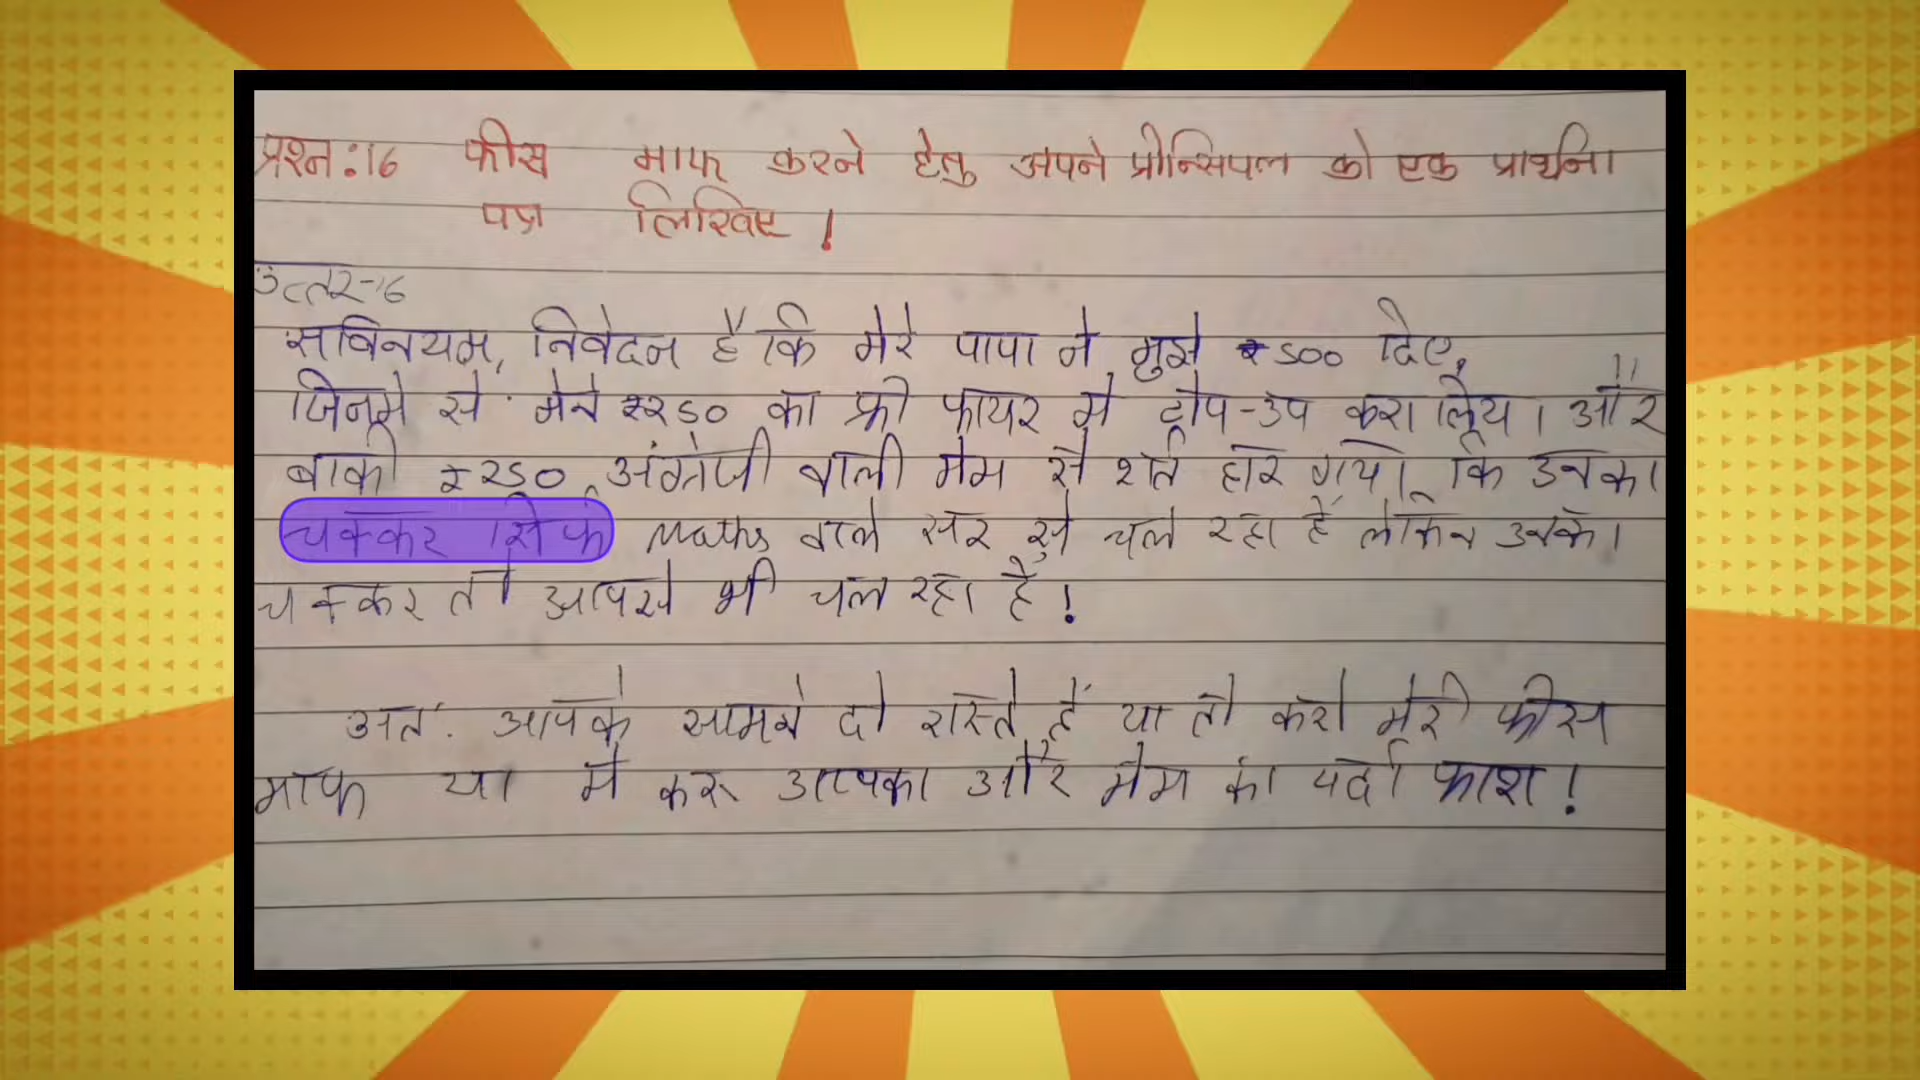 प्रश्न:16 फीस माफ करने हेतु अपने प्रीन्सिपल को एक प्राथना
पत्र लिखिए!
उत्तर-16
सविनयम, निवेदन है कि मेरे पापा ने मुझे ₹500 दिए,
जिनमे से मेने ₹250 का फ्री फायर मे टोप-उप करा लिय। और
बाकी ₹250 अंग्रेजी वाली मेम से शर्त हार गया कि उनका
चक्कर सिर्फ Maths वाले सर से चल रहा हैं लेकिन उनका
चक्कर तो आपसे भी चल रहा है!
अतः आपके सामने दो रास्ते हैं या तो करो मेरी फीस
माफ या मै करू आपका और मेम का पर्दा फाश!